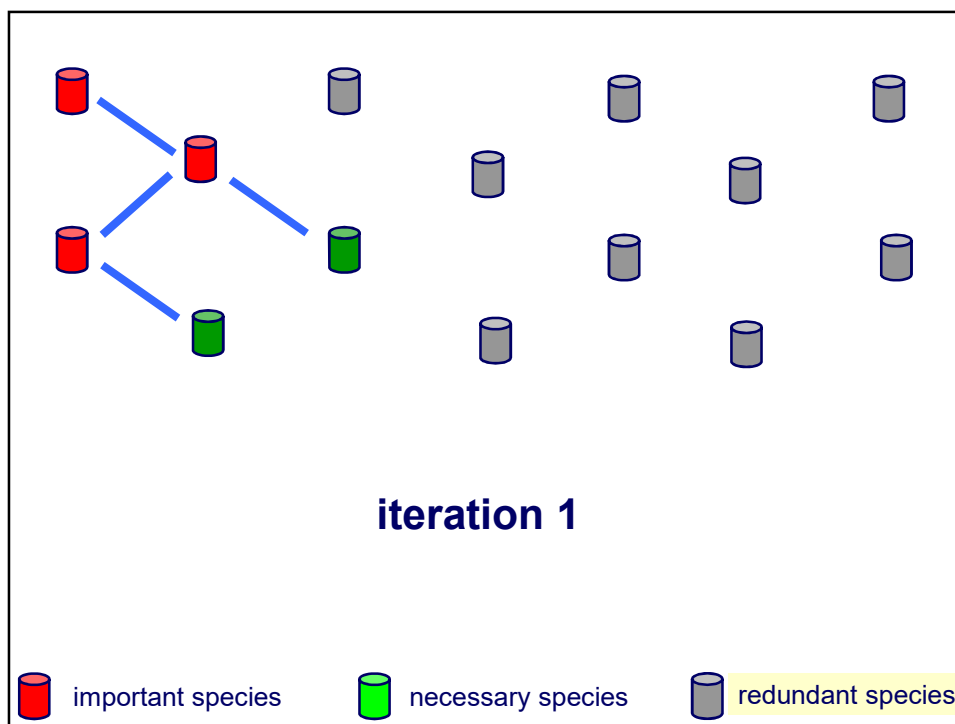 iteration 1
important species
necessary species
redundant species